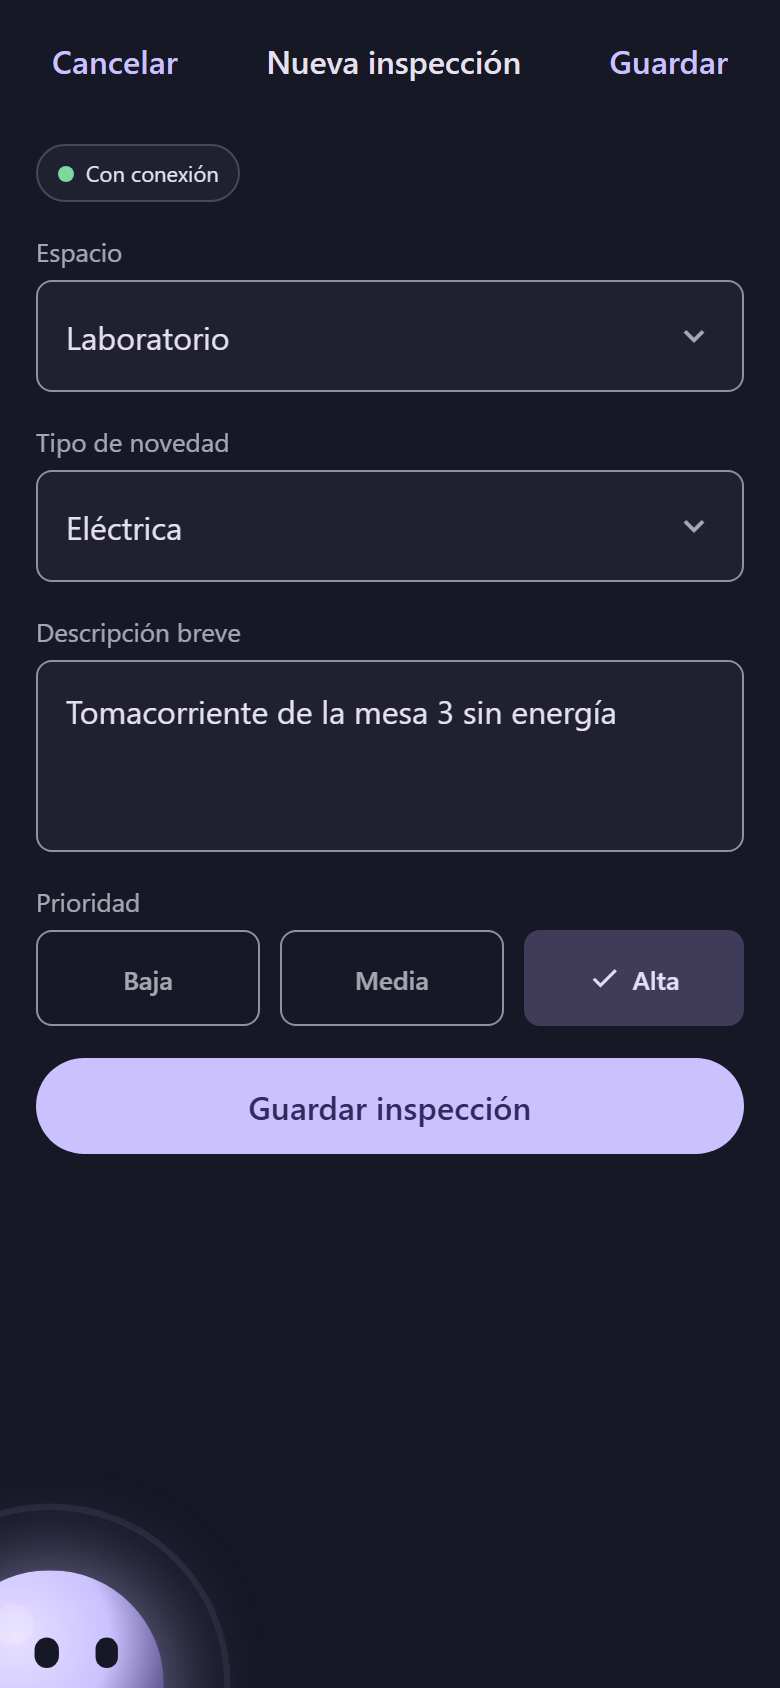 Cancelar Nueva inspección Guardar
Con conexión
Espacio
Laboratorio
Tipo de novedad
Eléctrica
Descripción breve
Tomacorriente de la mesa 3 sin energía
Prioridad
Baja Media Alta
Guardar inspección